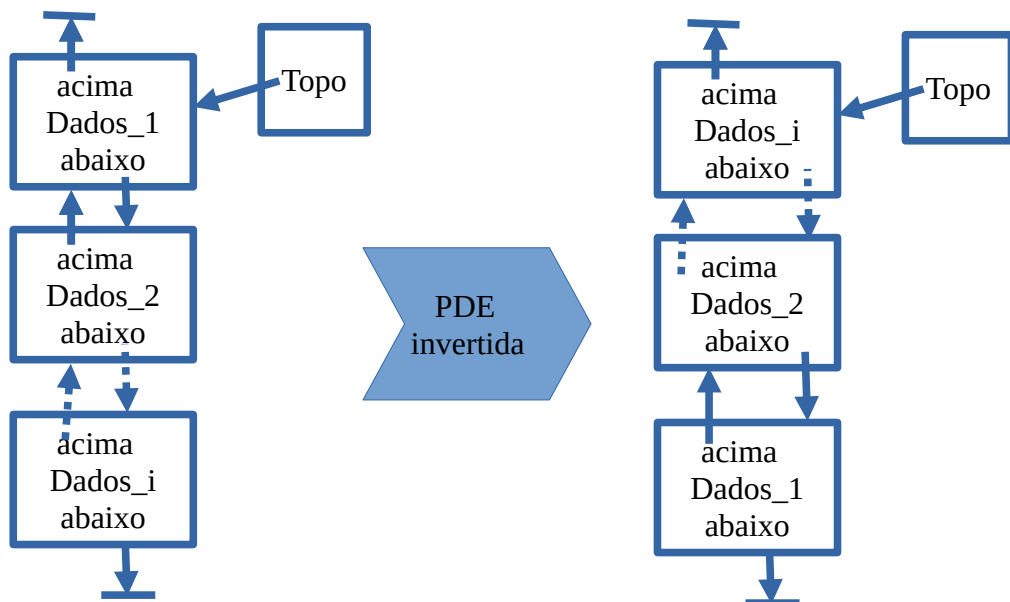 acima
Dados_1
abaixo
Topo
acima
Dados_2
abaixo
acima
Dados_i
abaixo
PDE
invertida
acima
Dados_i
abaixo
Topo
acima
Dados_2
abaixo
acima
Dados_1
abaixo